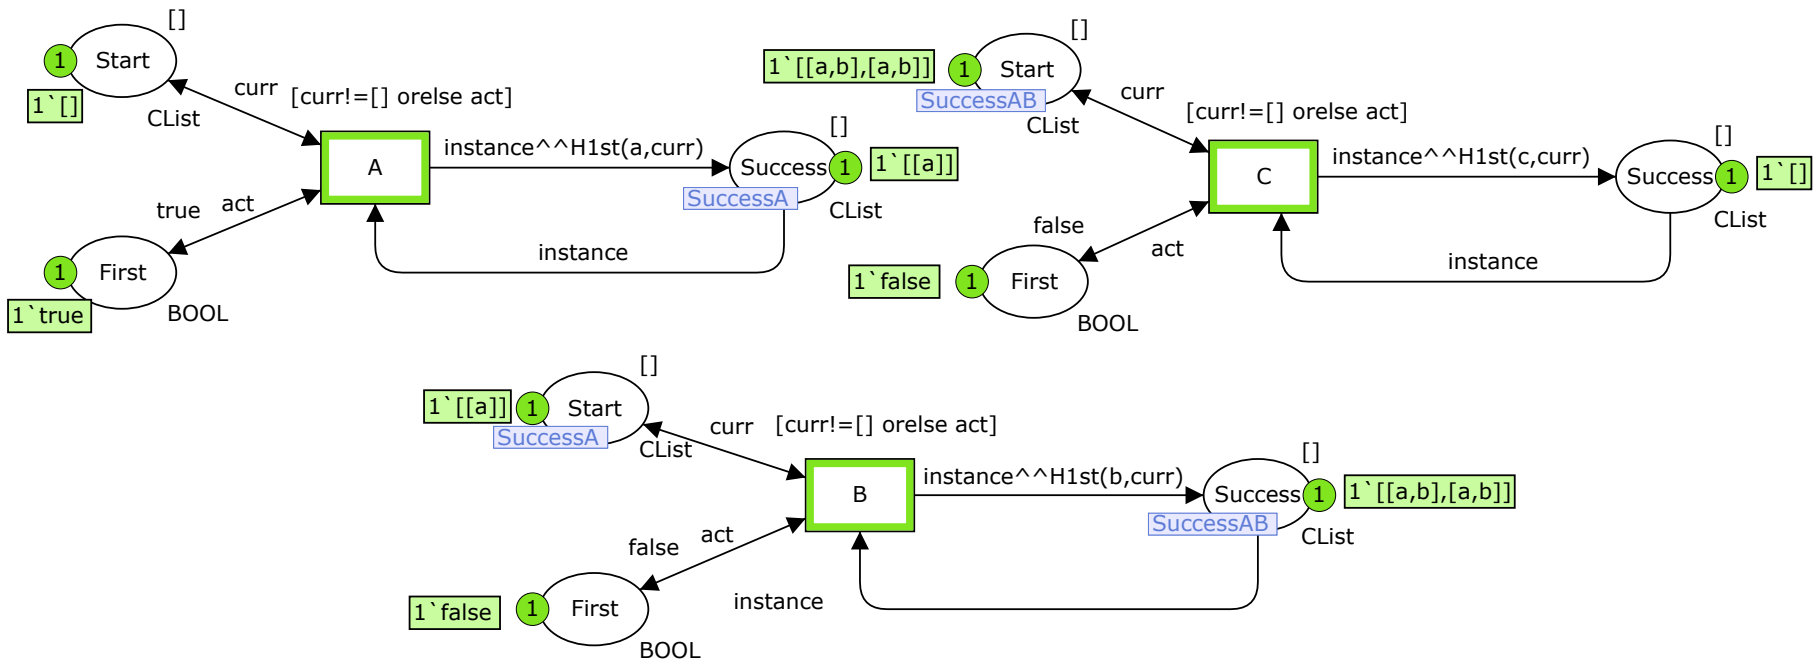 []
1 Start
curr
[curr!=[] orelse act]
1`[]
CList
A
instance^^H1st(a,curr)
[]
Success 1
1`[[a]]
SuccessA
CList
true act
instance
1 First
1`true
BOOL
[]
1`[[a,b],[a,b]]
1 Start
SuccessAB
CList
curr
[curr!=[] orelse act]
C
instance^^H1st(c,curr)
[]
Success 1
1`[]
CList
false
act
instance
1`false
1 First
BOOL
[]
1`[[a]]
1 Start
SuccessA
CList
curr
[curr!=[] orelse act]
B
instance^^H1st(b,curr)
[]
Success 1
1`[[a,b],[a,b]]
SuccessAB
CList
false
act
instance
1`false
1 First
BOOL